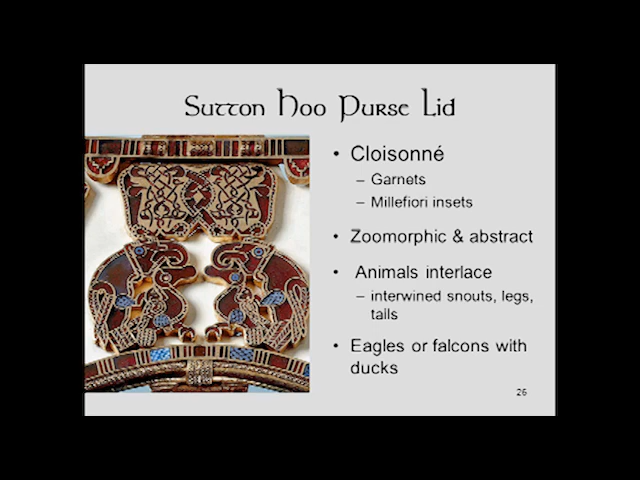 Sutton Hoo Purse Lid
• Cloisonné
– Garnets
– Millefiori insets
• Zoomorphic & abstract
• Animals interlace
– interwined snouts, legs,
talls
• Eagles or falcons with
ducks
26